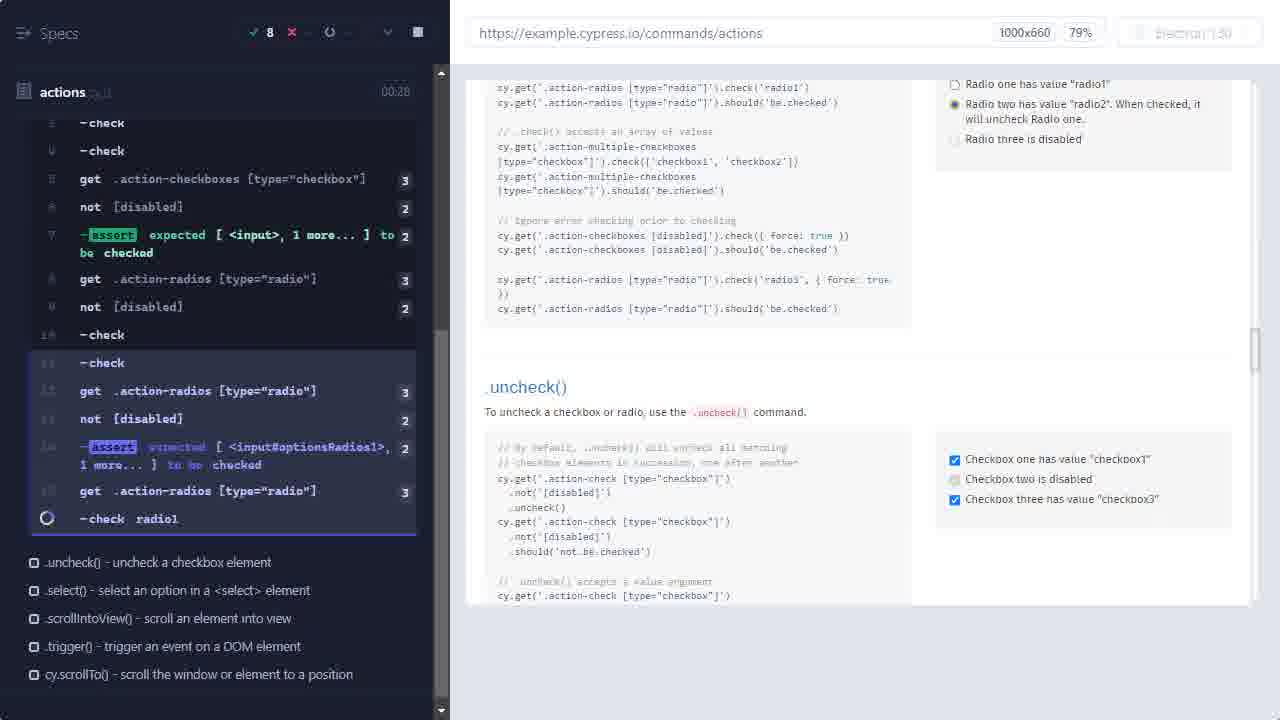 Specs
8
https://example.cypress.io/commands/actions
1000x660
79%
actions
00:28
-check
-check
get .action-checkboxes [type="checkbox"] 3
not [disabled] 2
7 -assert expected [ <input>, 1 more... ] to 2
be checked
get .action-radios [type="radio"] 3
not [disabled] 2
10 -check
-check
get .action-radios [type="radio"] 3
not [disabled] 2
-assert expected [ <input#optionsRadios1>, 2
1 more... ] to be checked
get .action-radios [type="radio"] 3
-check radio1
.uncheck() - uncheck a checkbox element
.select() - select an option in a <select> element
.scrollIntoView() - scroll an element into view
.trigger() - trigger an event on a DOM element
cy.scrollTo() - scroll the window or element to a position
cy.get('.action-radios [type="radio"]').check('radio1')
cy.get('.action-radios [type="radio"]').should('be.checked')
// .check() accepts an array of values
cy.get('.action-multiple-checkboxes
[type="checkbox"]').check(['checkbox1', 'checkbox2'])
cy.get('.action-multiple-checkboxes
[type="checkbox"]').should('be.checked')
// Ignore error checking prior to checking
cy.get('.action-checkboxes [disabled]').check({ force: true })
cy.get('.action-checkboxes [disabled]').should('be.checked')
cy.get('.action-radios [type="radio"]').check('radio3', { force: true
})
cy.get('.action-radios [type="radio"]').should('be.checked')
Radio one has value "radio1"
Radio two has value "radio2". When checked, it
will uncheck Radio one.
Radio three is disabled
.uncheck()
To uncheck a checkbox or radio, use the .uncheck() command.
// By default, .uncheck() will uncheck all matching
// checkbox elements in succession, one after another
cy.get('.action-check [type="checkbox"]')
.not('[disabled]')
.uncheck()
cy.get('.action-check [type="checkbox"]')
.not('[disabled]')
.should('not.be.checked')
// .uncheck() accepts a value argument
cy.get('.action-check [type="checkbox"]')
Checkbox one has value "checkbox1"
Checkbox two is disabled
Checkbox three has value "checkbox3"